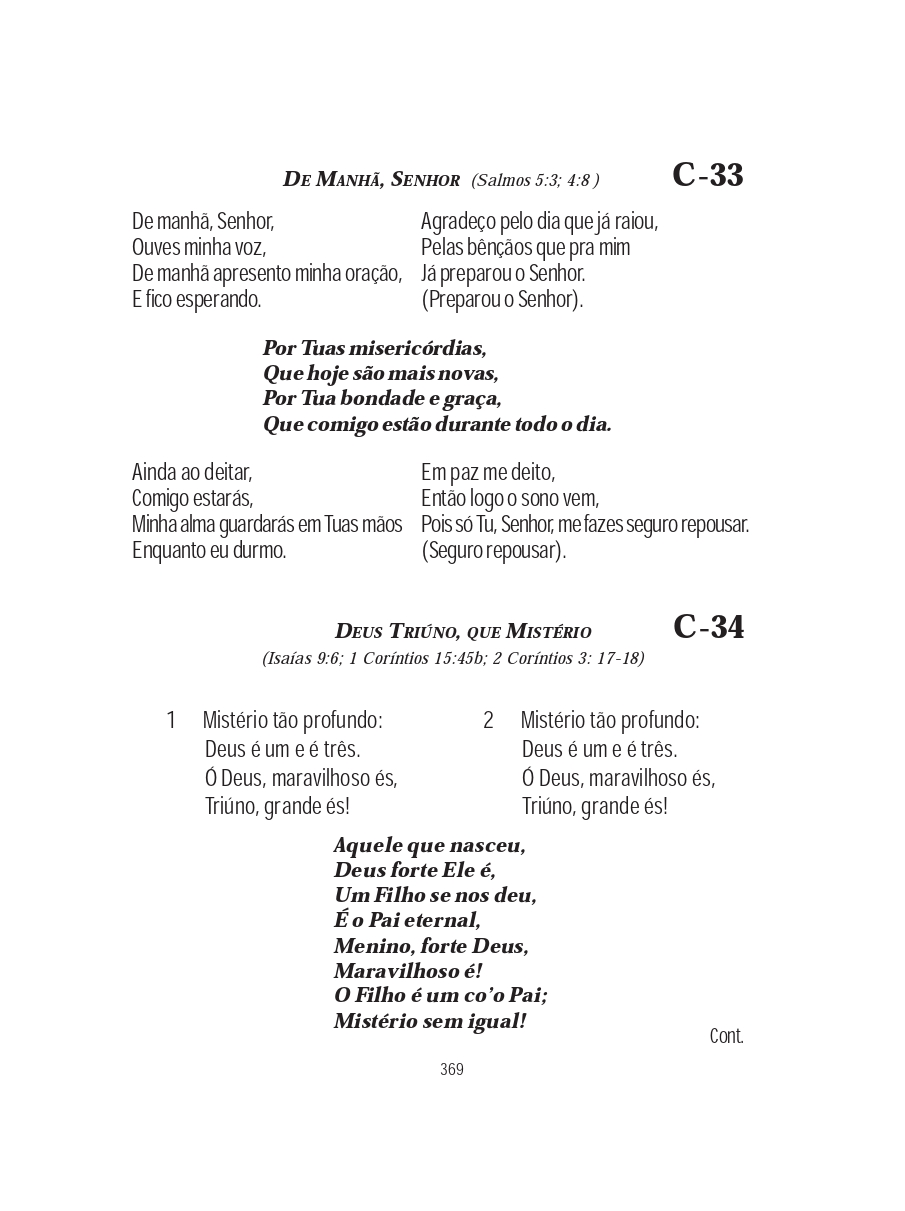 De Manhã, Senhor (Salmos 5:3; 4:8 ) C-33
De manhã, Senhor,
Ouves minha voz,
De manhã apresento minha oração,
E fico esperando.
Agradeço pelo dia que já raiou,
Pelas bênçãos que pra mim
Já preparou o Senhor.
(Preparou o Senhor).
Por Tuas misericórdias,
Que hoje são mais novas,
Por Tua bondade e graça,
Que comigo estão durante todo o dia.
Ainda ao deitar,
Comigo estarás,
Minha alma guardarás em Tuas mãos
Enquanto eu durmo.
Em paz me deito,
Então logo o sono vem,
Pois só Tu, Senhor, me fazes seguro repousar.
(Seguro repousar).
Deus Triúno, que Mistério C-34
(Isaías 9:6; 1 Coríntios 15:45b; 2 Coríntios 3: 17-18)
1 Mistério tão profundo:
Deus é um e é três.
Ó Deus, maravilhoso és,
Triúno, grande és!
2 Mistério tão profundo:
Deus é um e é três.
Ó Deus, maravilhoso és,
Triúno, grande és!
Aquele que nasceu,
Deus forte Ele é,
Um Filho se nos deu,
É o Pai eternal,
Menino, forte Deus,
Maravilhoso é!
O Filho é um co’o Pai;
Mistério sem igual!
Cont.
369